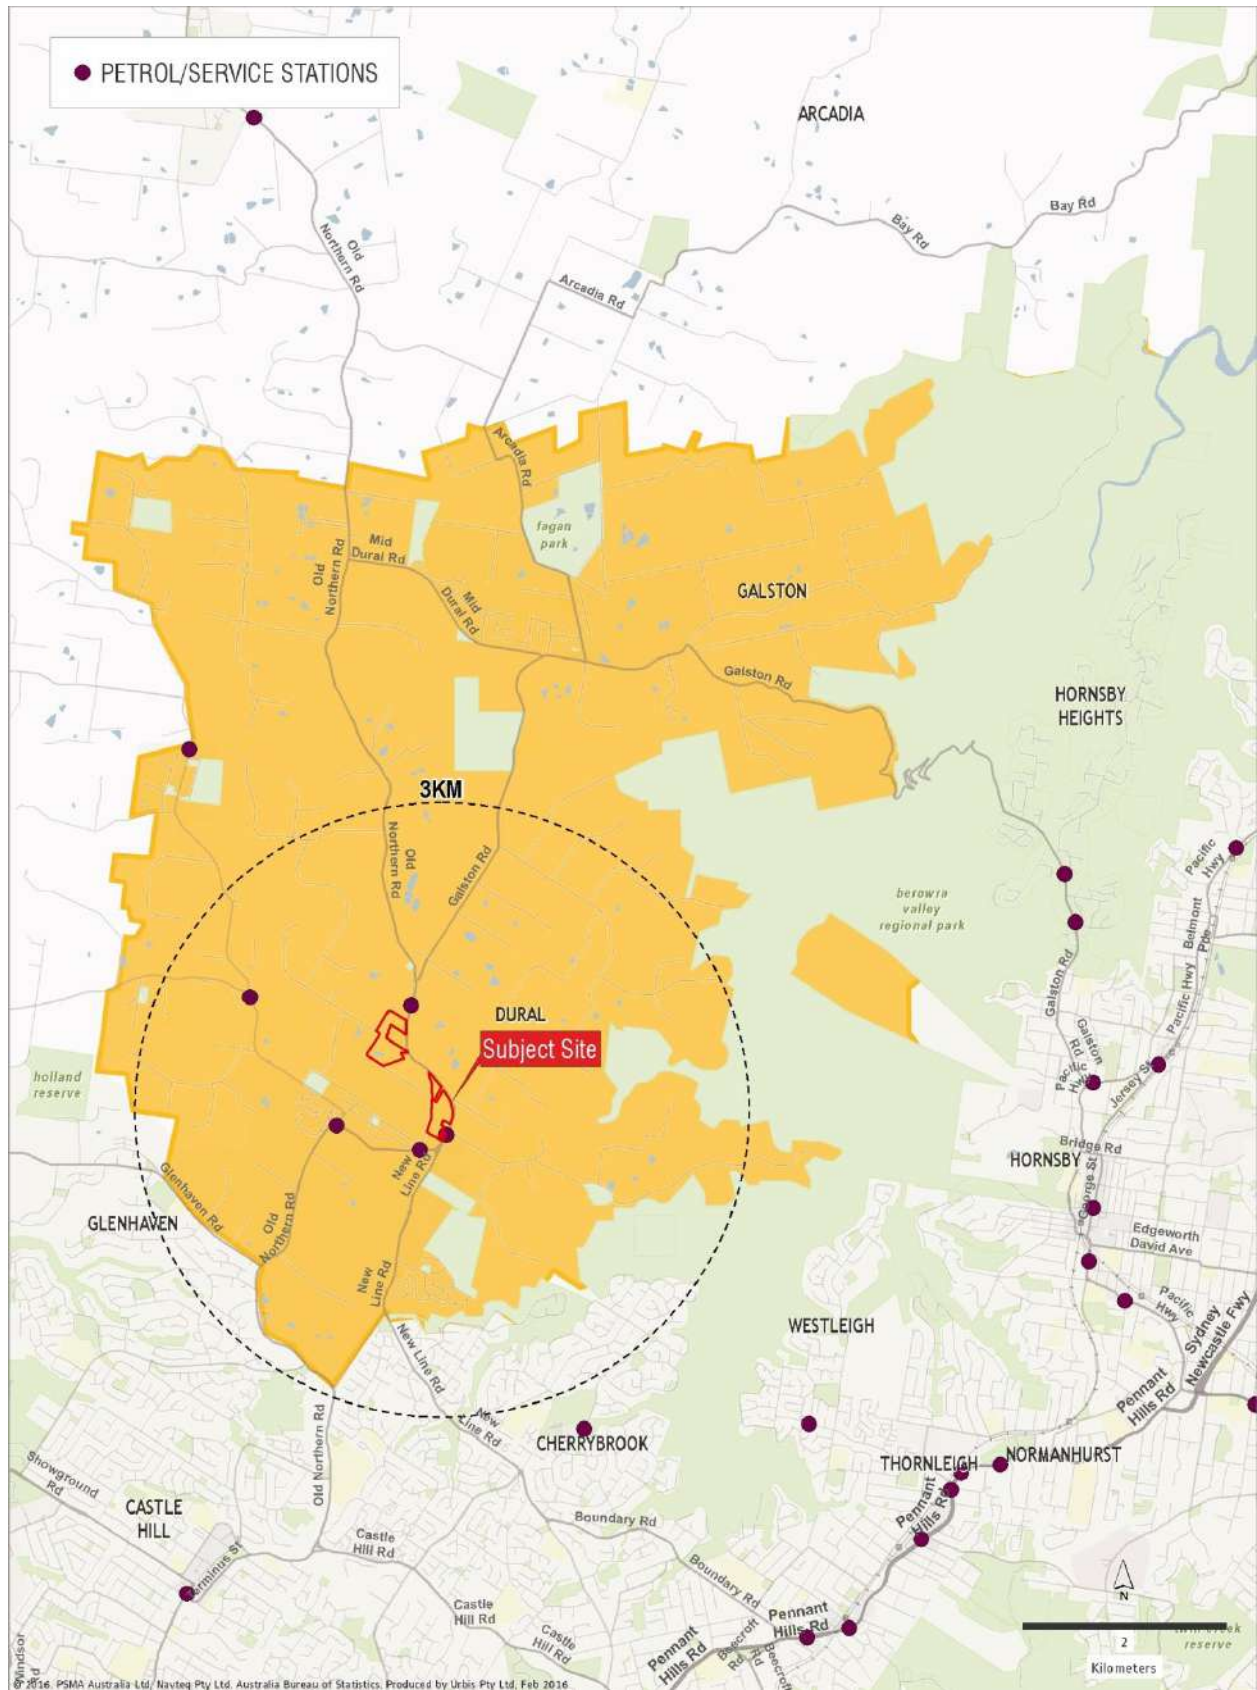 PETROL/SERVICE STATIONS
ARCADIA
Bay Rd
Bay Rd
Old
Northern Rd
Arcadia Rd
Arcadia Rd
fagan
park
Mid
Dural Rd
Old
Northern Rd
Mid
Dural Rd
GALSTON
Galston Rd
HORNSBY
HEIGHTS
3KM
Old
Northern Rd
Galston Rd
Pacific
Hwy
berowra
valley
regional park
Belmont
Pde
Pacific Hwy
Galston Rd
DURAL
Subject Site
Galston
Rd
Pacific
Hwy
Jersey St
holland
reserve
New
Line Rd
Bridge Rd
HORNSBY
George St
Glenhaven Rd
GLENHAVEN
Old
Northern Rd
Edgeworth
David Ave
New
Line Rd
Pacific
Hwy
WESTLEIGH
Sydney
Newcastle Fwy
New Line Rd
Pennant
Hills Rd
New
Line Rd
Old Northern Rd
CHERRYBROOK
THORNLEIGH
NORMANHURST
Showground
Rd
Pennant
Hills Rd
CASTLE
HILL
Boundary Rd
Castle
Hill Rd
Terminus St
Boundary Rd
N
Castle
Hill Rd
Pennant
Hills Rd
Castle
Hill Rd
Pennant
Hills Rd
Beecroft
Rd
Beecroft
Rd
2
Kilometers
reserve
Windsor
Rd
© 2016. PSMA Australia Ltd, Navteq Pty Ltd, Australia Bureau of Statistics. Produced by Urbis Pty Ltd, Feb 2016